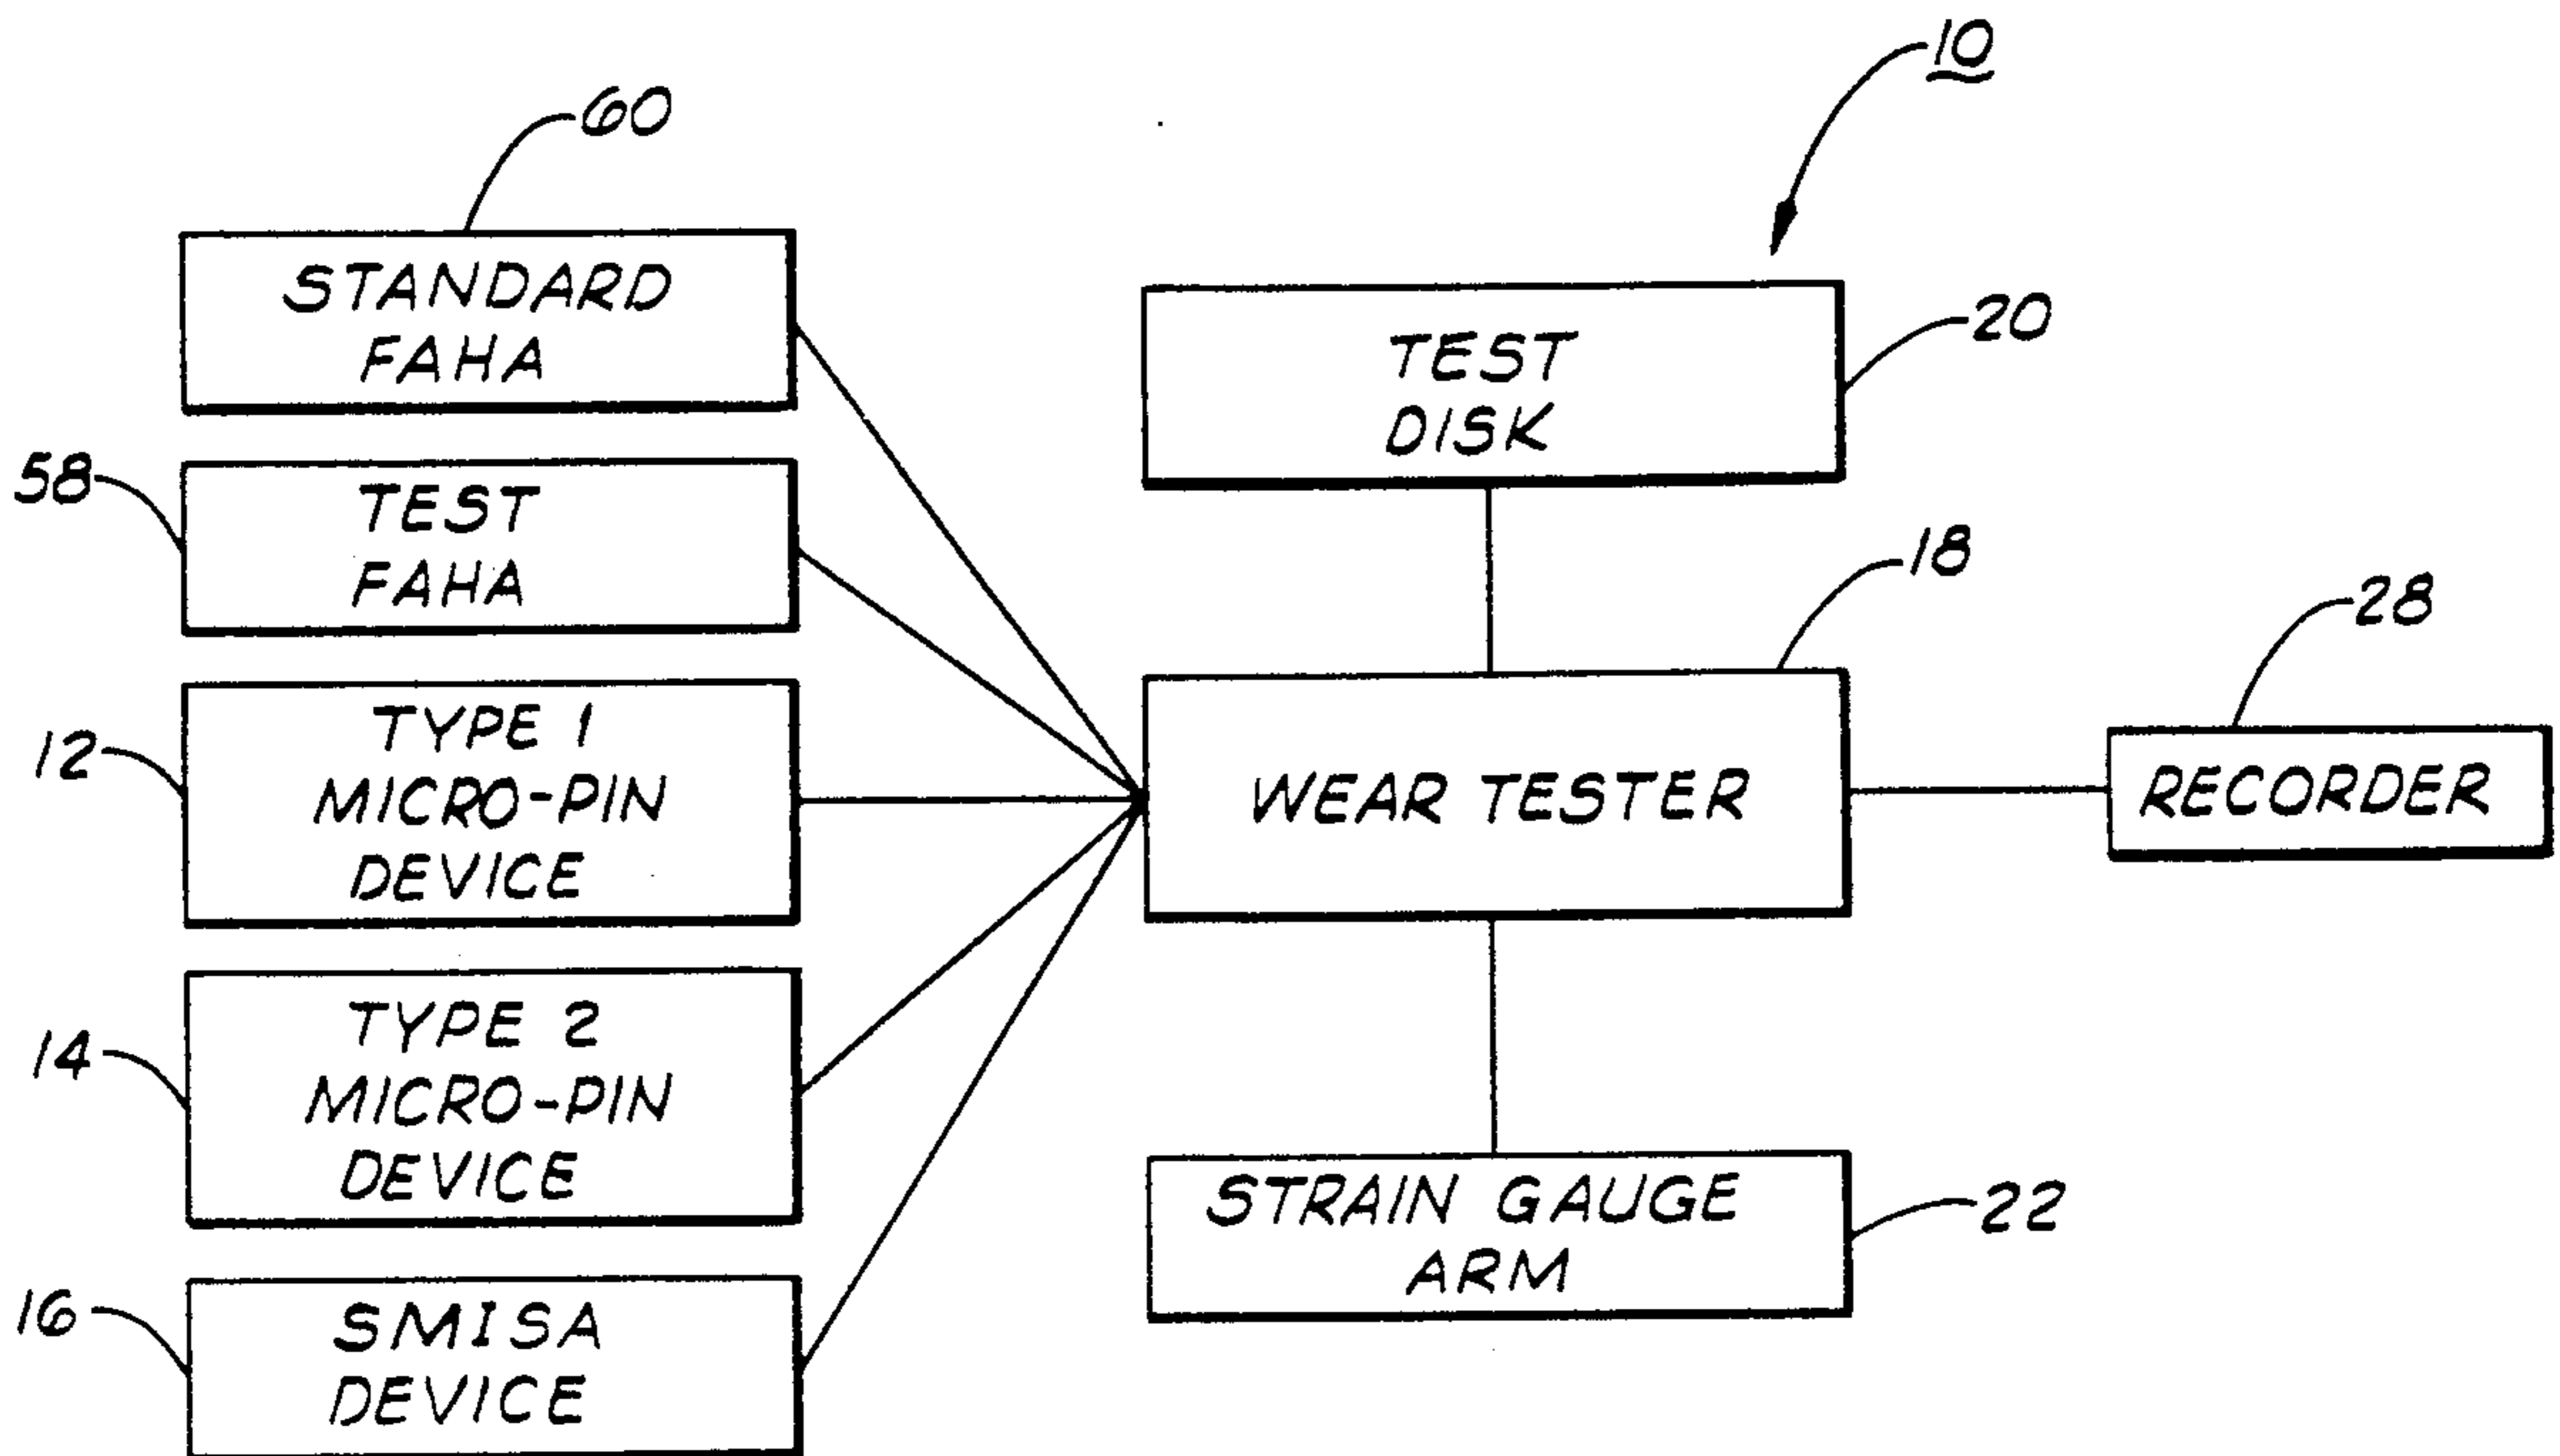 10
60
STANDARD
FAHA
58
TEST
FAHA
12
TYPE 1
MICRO-PIN
DEVICE
14
TYPE 2
MICRO-PIN
DEVICE
16
SMISA
DEVICE
TEST
DISK
20
18
WEAR TESTER
28
RECORDER
STRAIN GAUGE
ARM
22